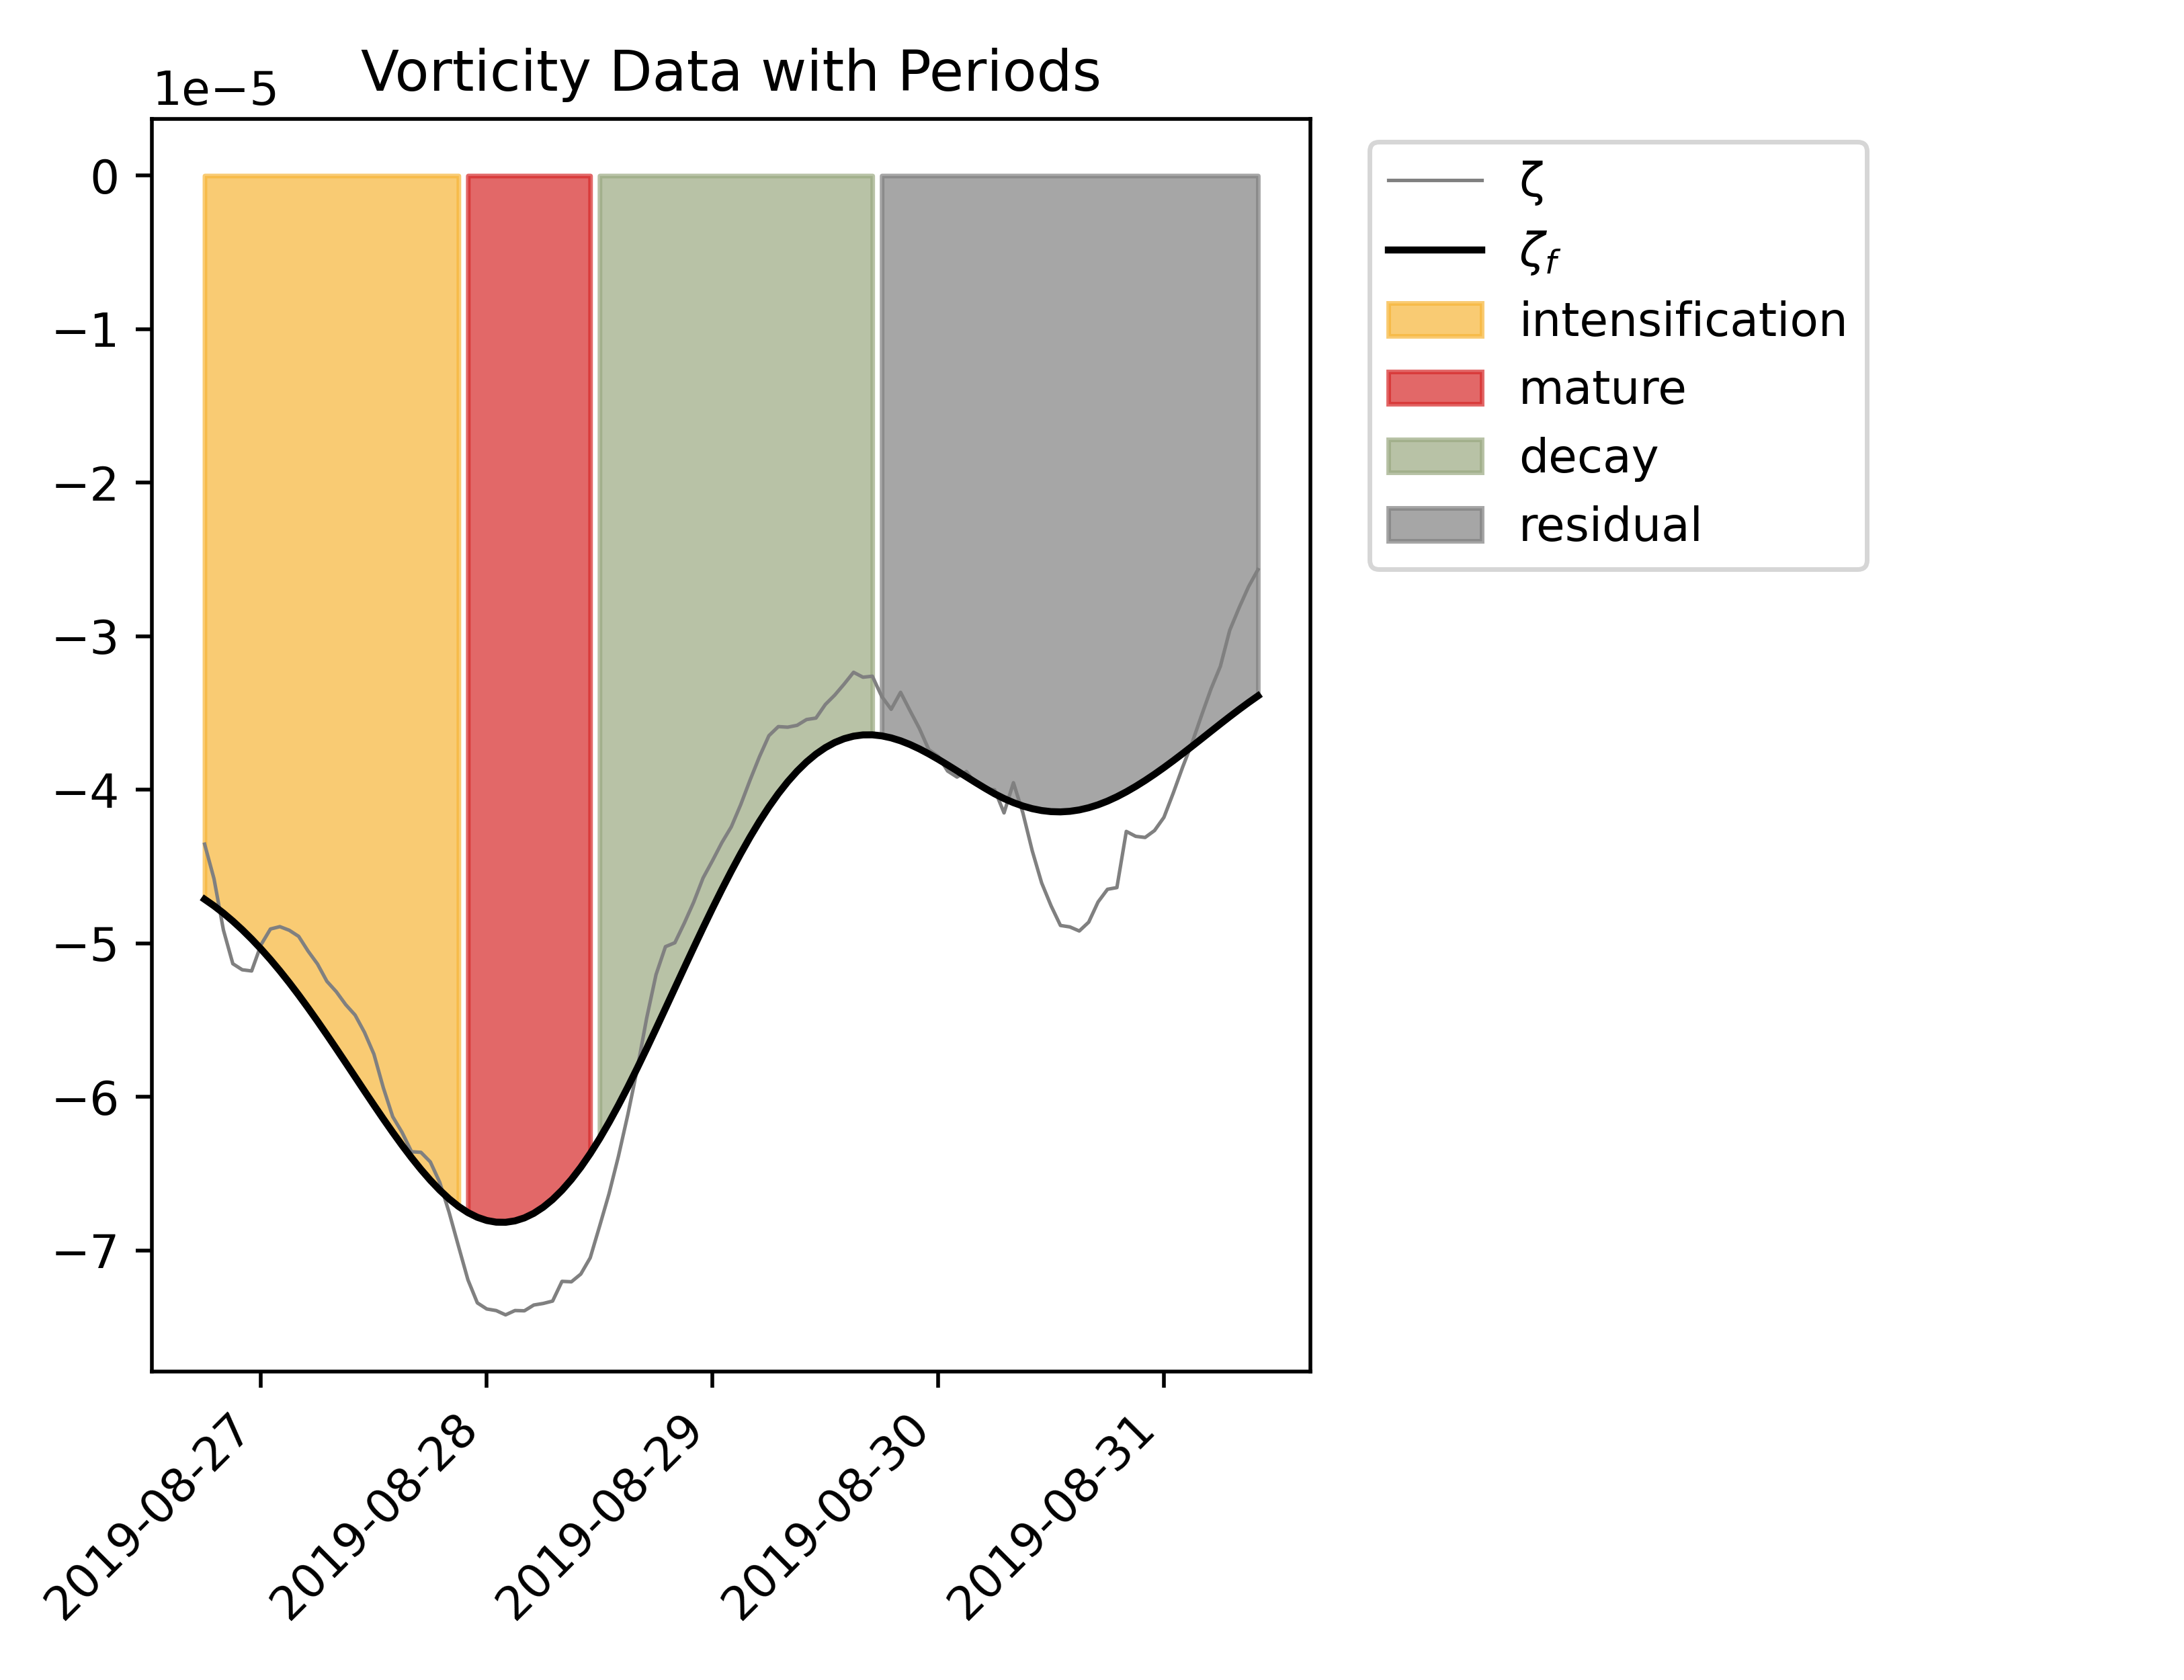 Vorticity Data with Periods
1e−5
0
−1
−2
−3
−4
−5
−6
−7
2019-08-27
2019-08-28
2019-08-29
2019-08-30
2019-08-31
ζ
ζf
intensification
mature
decay
residual